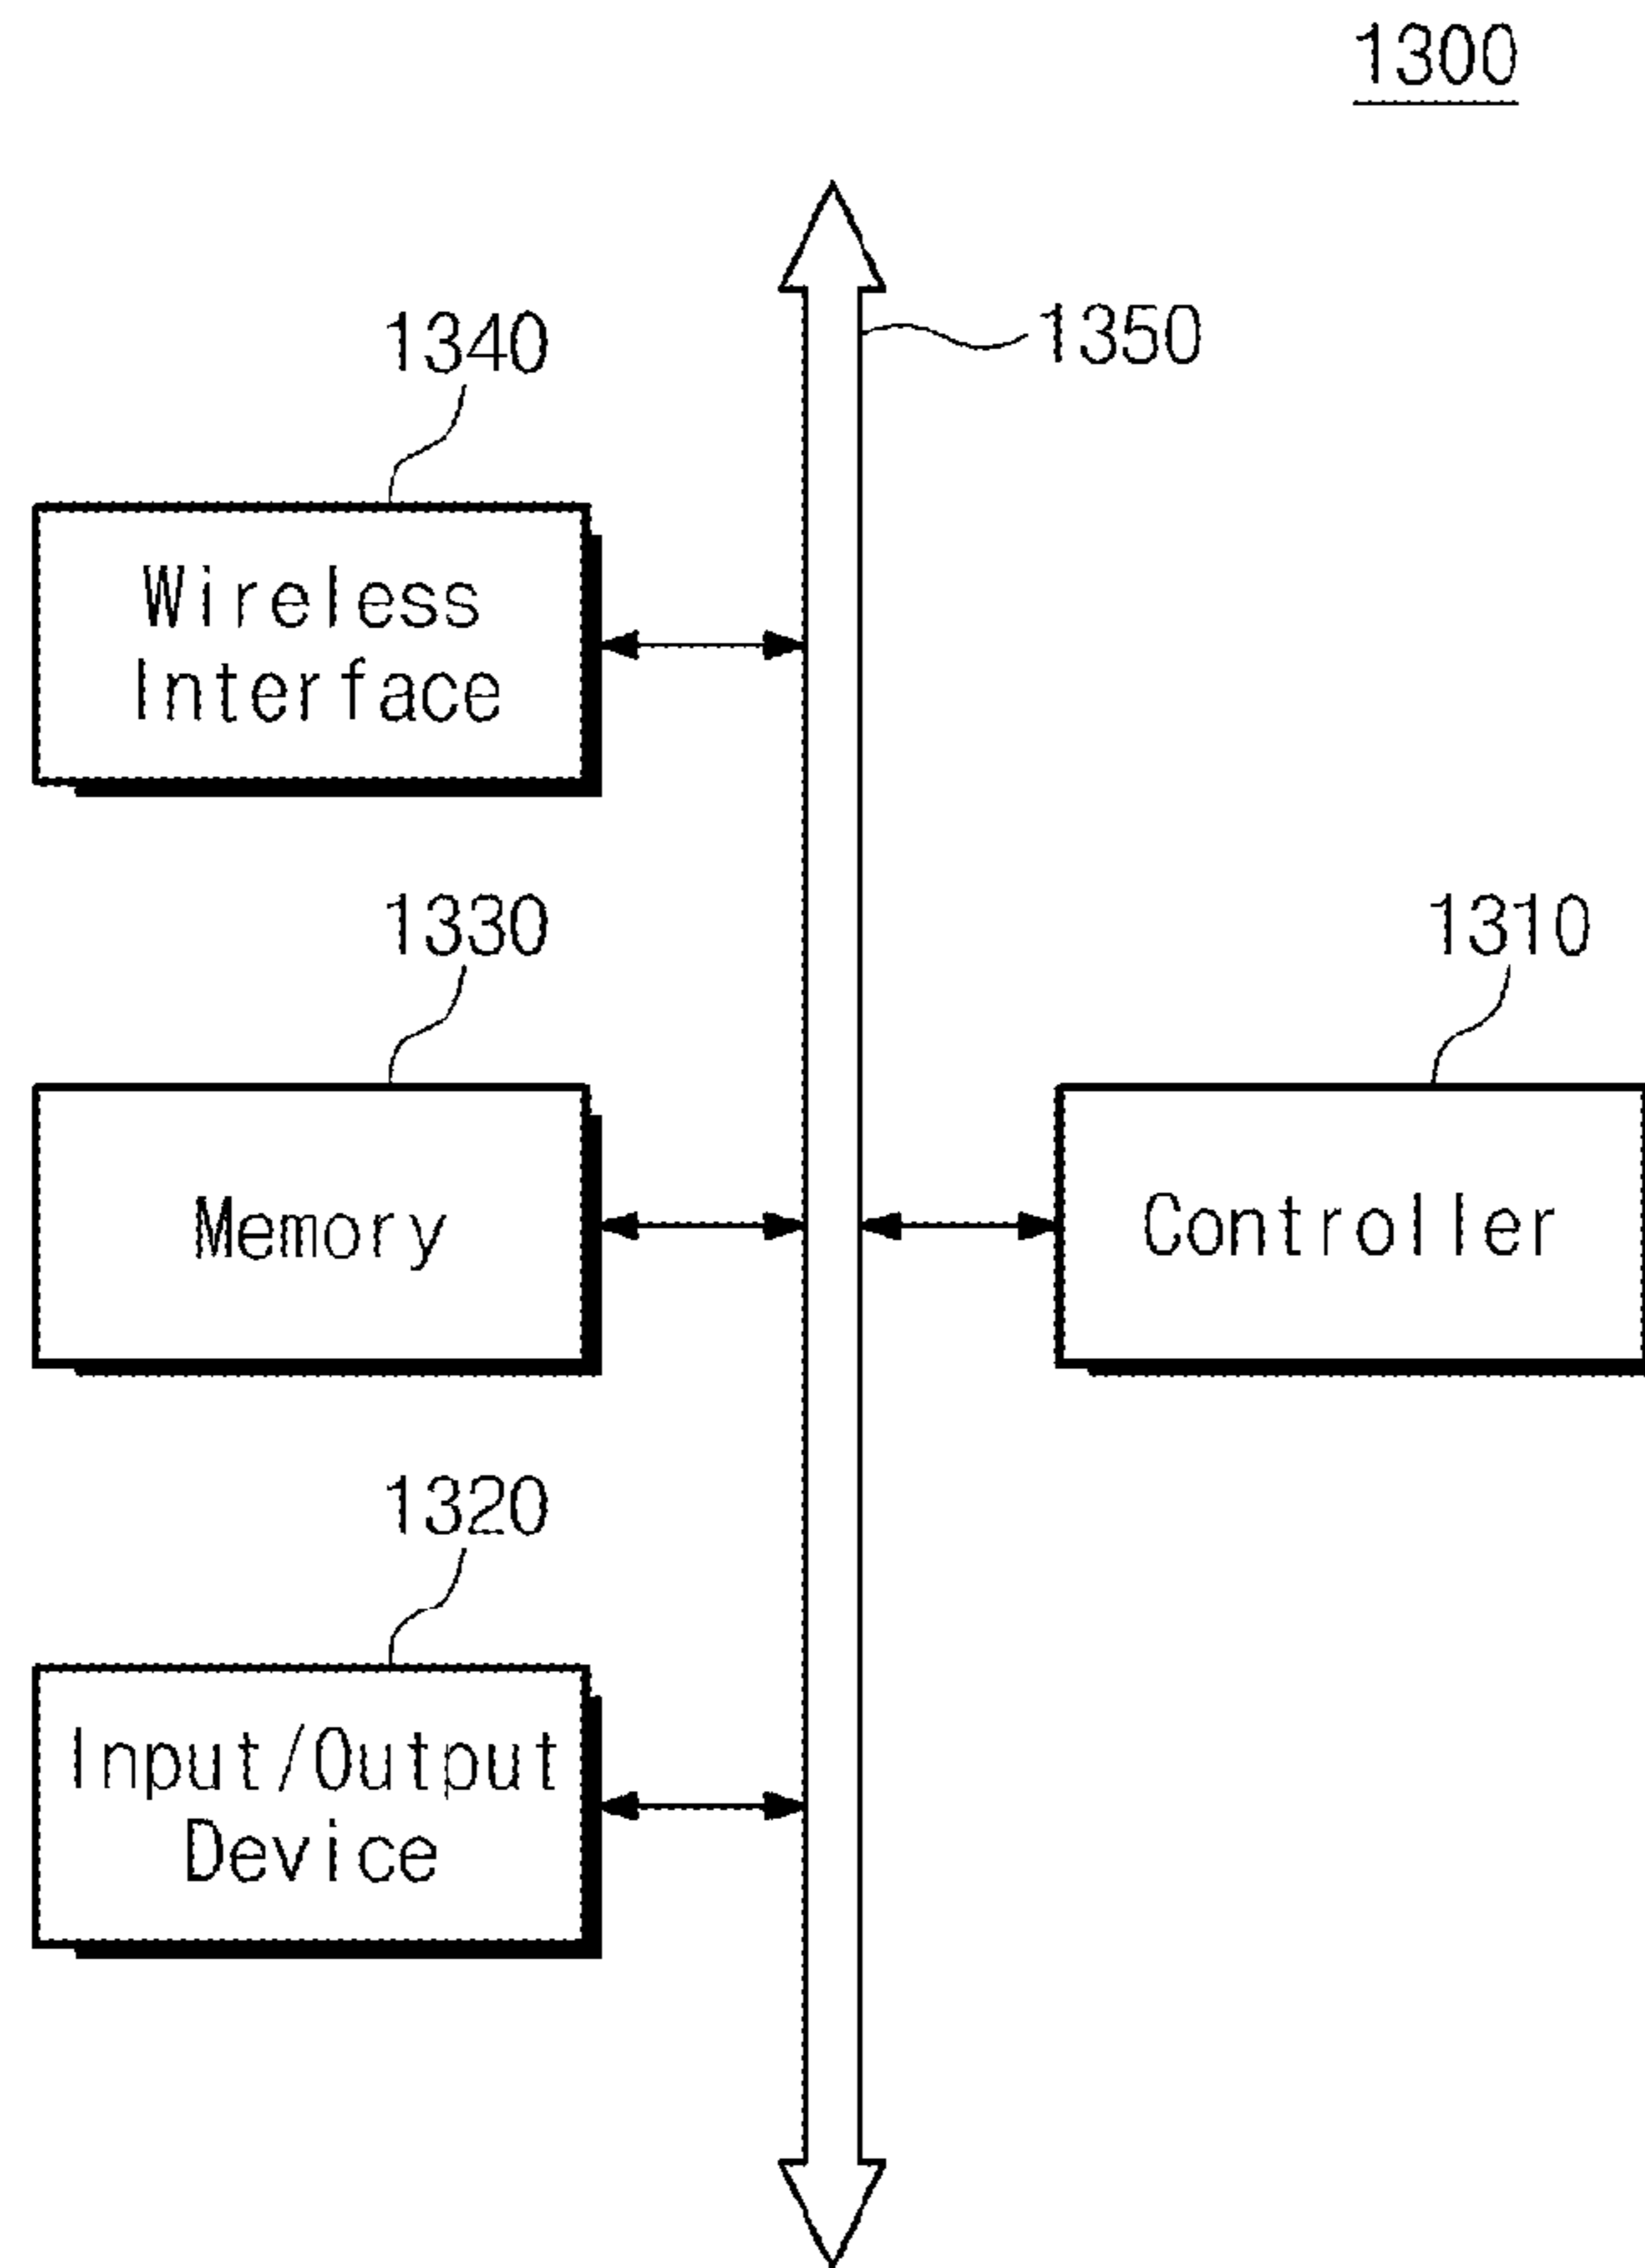 1300
1350
1340
Wireless
Interface
1330
Memory
1310
Controller
1320
Input/Output
Device